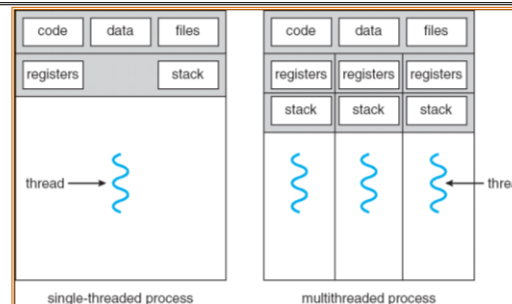 code data files code data files
registers stack registers registers registers
stack stack stack
thread thre
single-threaded process multithreaded process